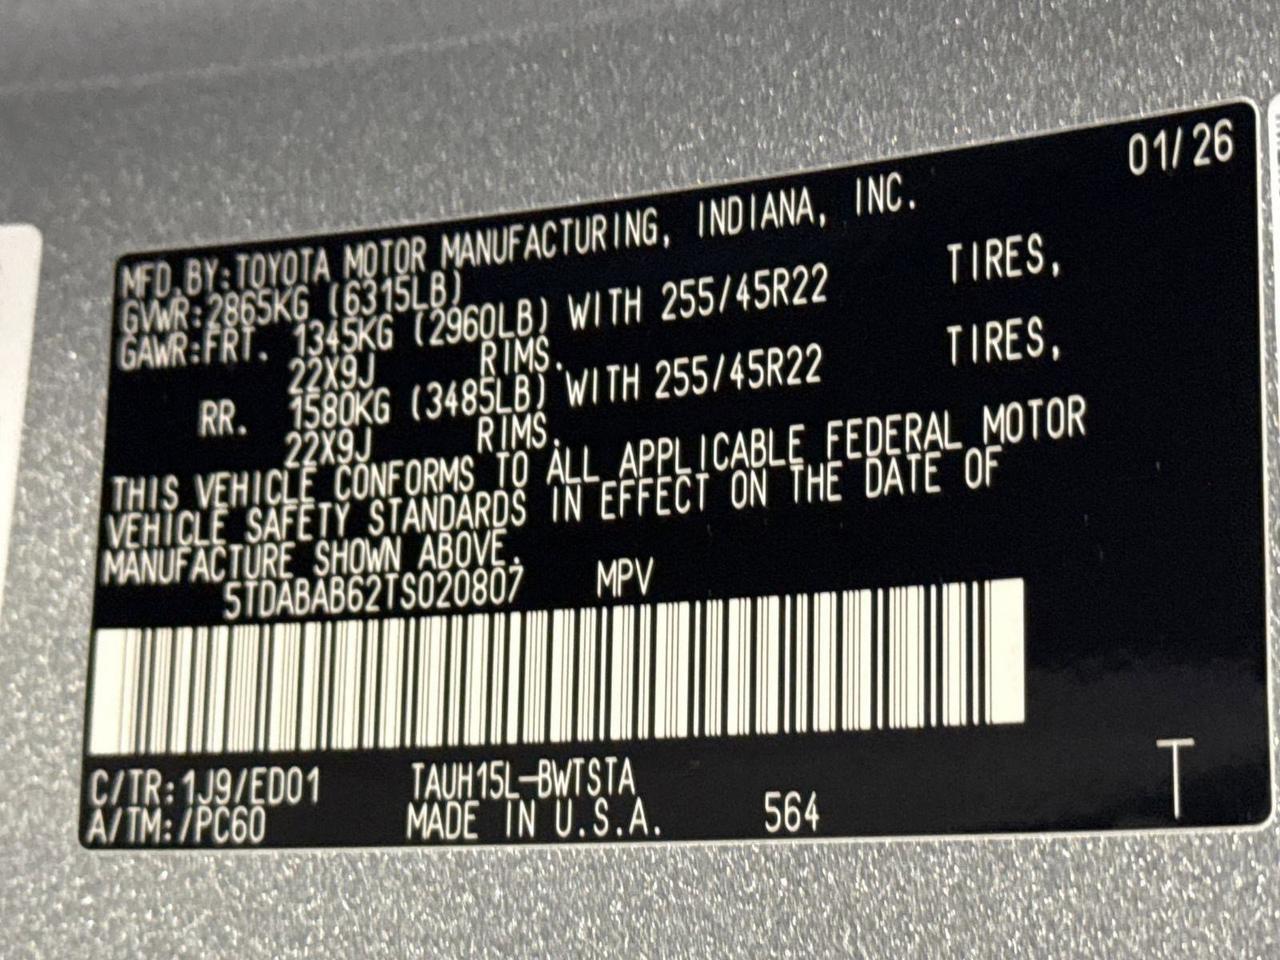 01/26
MFD.BY:TOYOTA MOTOR MANUFACTURING, INDIANA, INC.
GVWR:2865KG (6315LB)
GAWR:FRT. 1345KG (2960LB) WITH 255/45R22 TIRES,
22X9J RIMS.
RR. 1580KG (3485LB) WITH 255/45R22 TIRES,
22X9J RIMS.
THIS VEHICLE CONFORMS TO ALL APPLICABLE FEDERAL MOTOR
VEHICLE SAFETY STANDARDS IN EFFECT ON THE DATE OF
MANUFACTURE SHOWN ABOVE.
5TDABAB62TS020807 MPV
C/TR:1J9/ED01 TAUH15L-BWTSTA
A/TM:/PC60 MADE IN U.S.A. 564
T